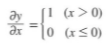 ∂y/∂x = { 1 (x > 0)
0 (x ≤ 0)